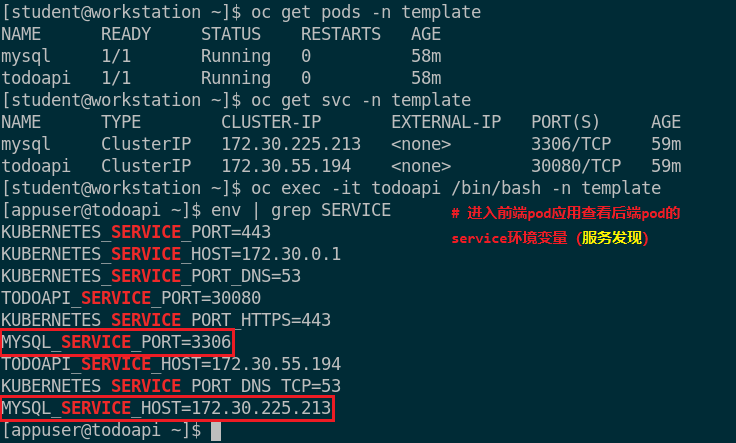 [student@workstation ~]$ oc get pods -n template
NAME READY STATUS RESTARTS AGE
mysql 1/1 Running 0 58m
todoapi 1/1 Running 0 58m
[student@workstation ~]$ oc get svc -n template
NAME TYPE CLUSTER-IP EXTERNAL-IP PORT(S) AGE
mysql ClusterIP 172.30.225.213 <none> 3306/TCP 59m
todoapi ClusterIP 172.30.55.194 <none> 30080/TCP 59m
[student@workstation ~]$ oc exec -it todoapi /bin/bash -n template
[appuser@todoapi ~]$ env | grep SERVICE
# 进入前端pod应用查看后端pod的
service环境变量（服务发现）
KUBERNETES_SERVICE_PORT=443
KUBERNETES_SERVICE_HOST=172.30.0.1
KUBERNETES_SERVICE_PORT_DNS=53
TODOAPI_SERVICE_PORT=30080
KUBERNETES_SERVICE_PORT_HTTPS=443
MYSQL_SERVICE_PORT=3306
TODOAPI_SERVICE_HOST=172.30.55.194
KUBERNETES_SERVICE_PORT_DNS_TCP=53
MYSQL_SERVICE_HOST=172.30.225.213
[appuser@todoapi ~]$